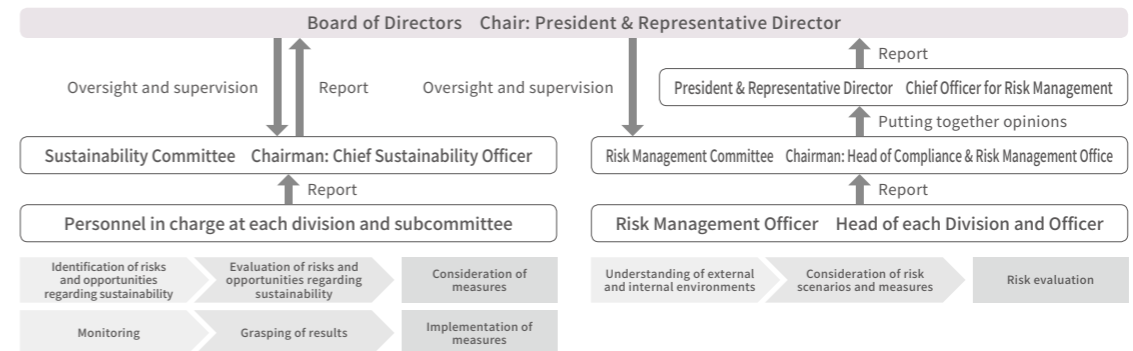 Board of Directors Chair: President & Representative Director
Oversight and supervision
Report
Oversight and supervision
Report
President & Representative Director Chief Officer for Risk Management
Putting together opinions
Sustainability Committee Chairman: Chief Sustainability Officer
Risk Management Committee Chairman: Head of Compliance & Risk Management Office
Report
Report
Personnel in charge at each division and subcommittee
Risk Management Officer Head of each Division and Officer
Identification of risks
and opportunities
regarding sustainability
Evaluation of risks and
opportunities regarding
sustainability
Consideration of
measures
Understanding of external
and internal environments
Consideration of risk
scenarios and measures
Risk evaluation
Monitoring
Grasping of results
Implementation of
measures